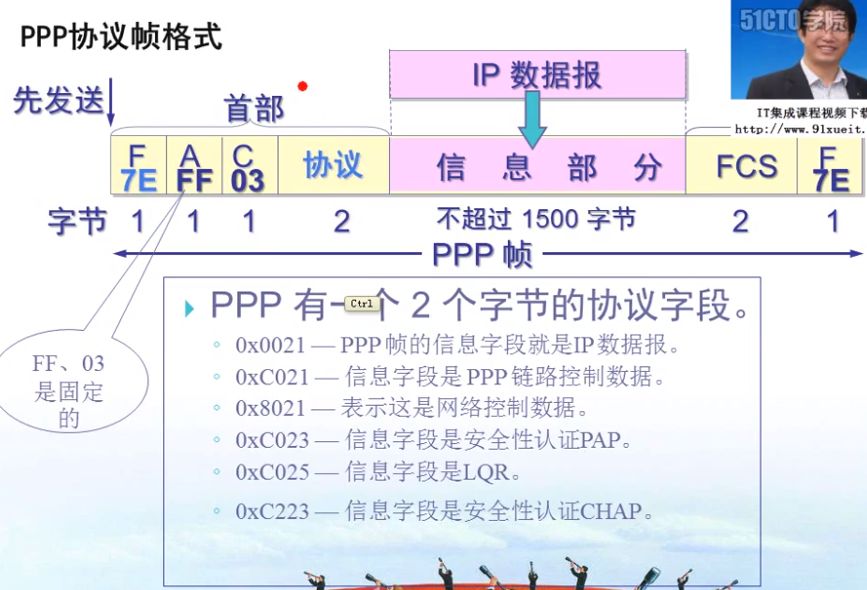 PPP协议帧格式
51CTO学院
IT集成课程视频下载
http://www.91xueit.
先发送
首部
IP 数据报
F 7E
A FF
C 03
协议
信息部分
FCS
F 7E
字节 1 1 1 2 不超过 1500 字节 2 1
PPP 帧
PPP 有一个 2 个字节的协议字段。
Ctrl
0x0021 — PPP 帧的信息字段就是IP数据报。
0xC021 — 信息字段是 PPP 链路控制数据。
0x8021 — 表示这是网络控制数据。
0xC023 — 信息字段是安全性认证PAP。
0xC025 — 信息字段是LQR。
0xC223 — 信息字段是安全性认证CHAP。
FF、03
是固定
的